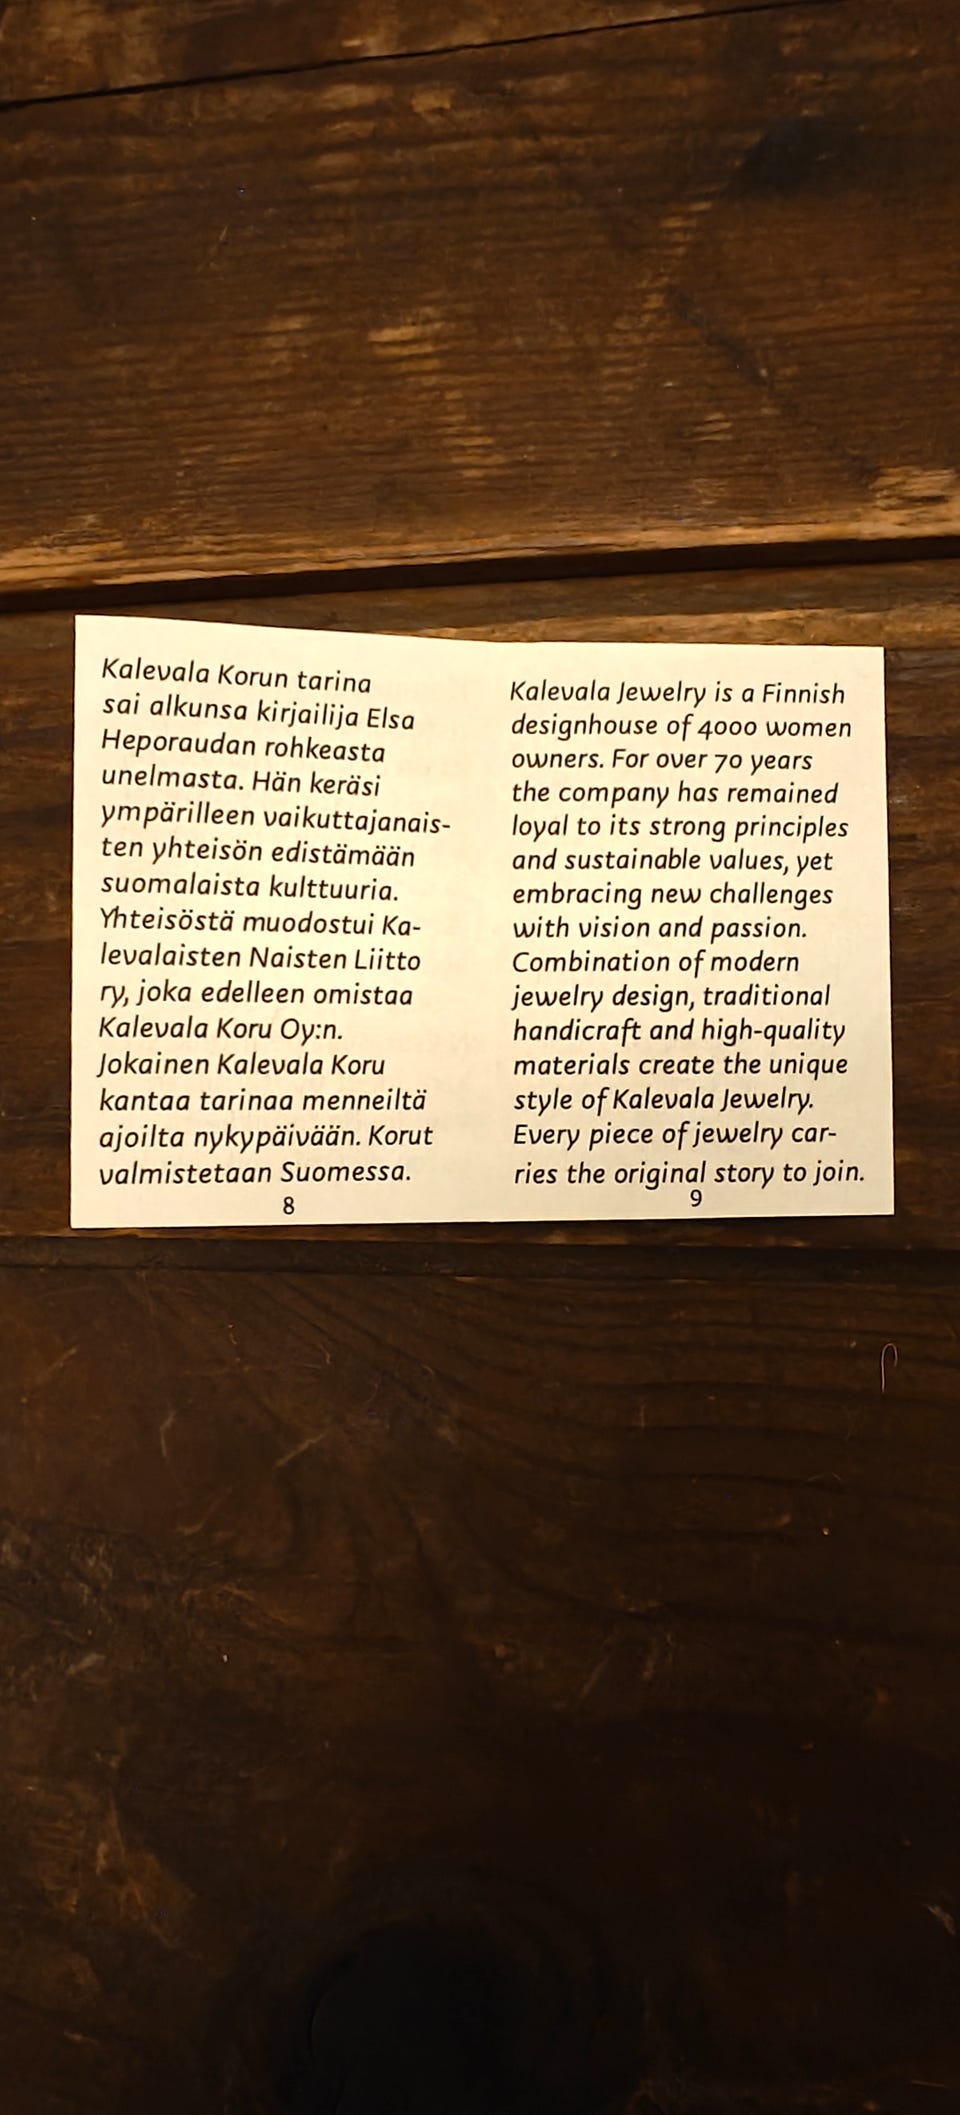 Kalevala Korun tarina
sai alkunsa kirjailija Elsa
Heporaudan rohkeasta
unelmasta. Hän keräsi
ympärilleen vaikuttajanais-
ten yhteisön edistämään
suomalaista kulttuuria.
Yhteisöstä muodostui Ka-
levalaisten Naisten Liitto
ry, joka edelleen omistaa
Kalevala Koru Oy:n.
Jokainen Kalevala Koru
kantaa tarinaa menneiltä
ajoilta nykypäivään. Korut
valmistetaan Suomessa.
8
Kalevala Jewelry is a Finnish
designhouse of 4000 women
owners. For over 70 years
the company has remained
loyal to its strong principles
and sustainable values, yet
embracing new challenges
with vision and passion.
Combination of modern
jewelry design, traditional
handicraft and high-quality
materials create the unique
style of Kalevala Jewelry.
Every piece of jewelry car-
ries the original story to join.
9